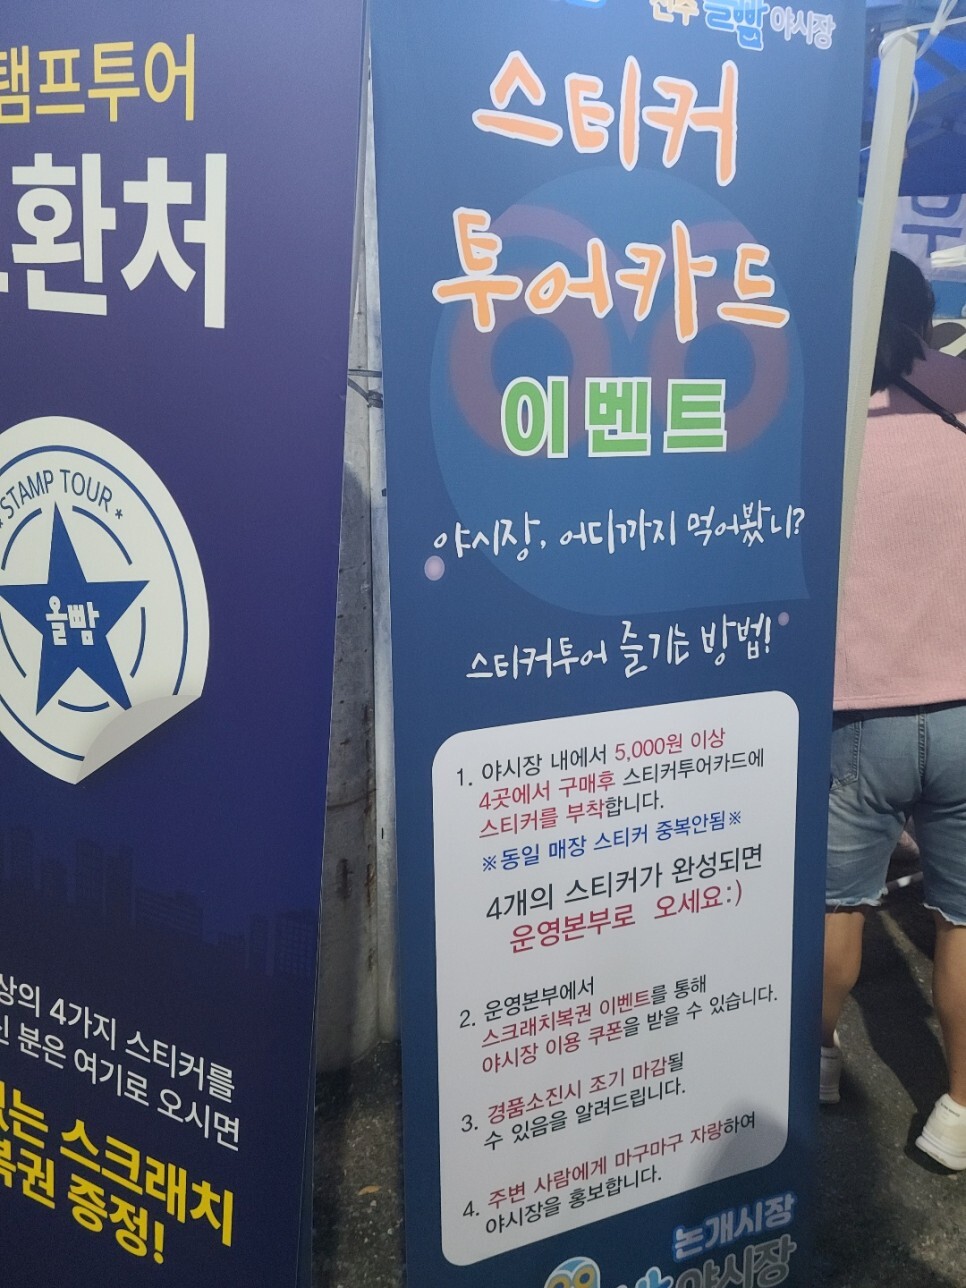 탬프투어
환처
* STAMP TOUR *
올빰
상의 4가지 스티커를
신 분은 여기로 오시면
있는 스크래치
복권 증정!
올빰야시장
스티커
투어카드
이벤트
야시장, 어디까지 먹어봤니?
스티커투어 즐기는 방법!
1. 야시장 내에서 5,000원 이상
4곳에서 구매후 스티커투어카드에
스티커를 부착합니다.
※동일 매장 스티커 중복안됨※
4개의 스티커가 완성되면
운영본부로 오세요:)
2. 운영본부에서
스크래치복권 이벤트를 통해
야시장 이용 쿠폰을 받을 수 있습니다.
3. 경품소진시 조기 마감될
수 있음을 알려드립니다.
4. 주변 사람에게 마구마구 자랑하여
야시장을 홍보합니다.
논개시장
야시장
부